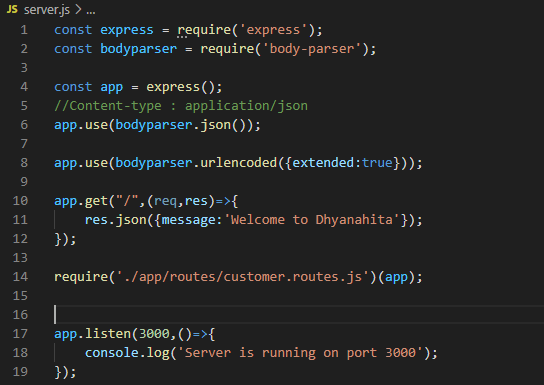 JS server.js > ...
1 const express = require('express');
2 const bodyparser = require('body-parser');
3
4 const app = express();
5 //Content-type : application/json
6 app.use(bodyparser.json());
7
8 app.use(bodyparser.urlencoded({extended:true}));
9
10 app.get("/",(req,res)=>{
11     res.json({message:'Welcome to Dhyanahita'});
12 });
13
14 require('./app/routes/customer.routes.js')(app);
15
16
17 app.listen(3000,()=>{
18     console.log('Server is running on port 3000');
19 });